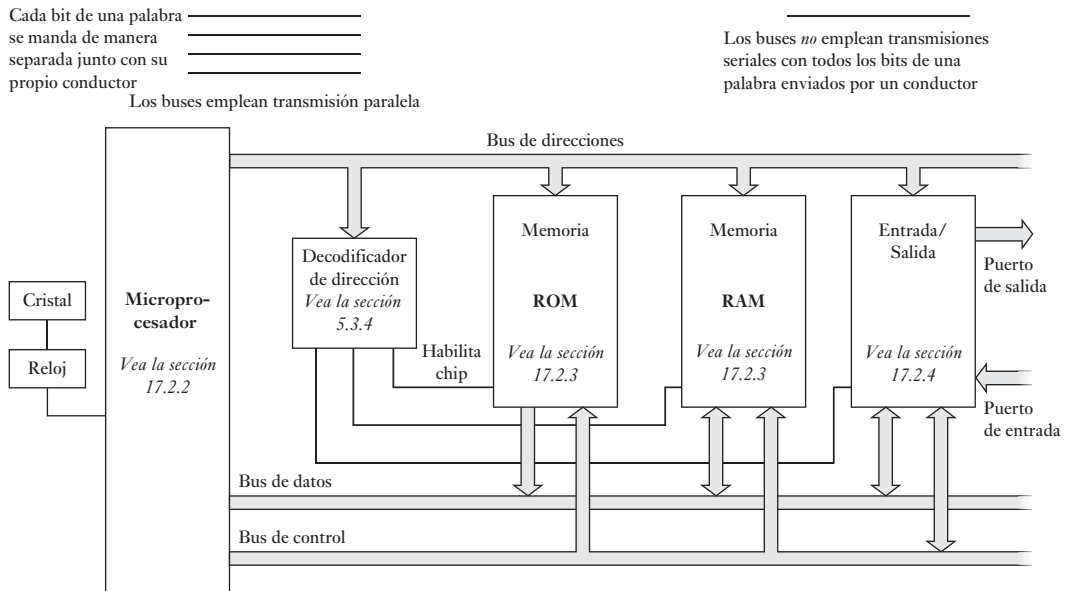 Cada bit de una palabra
se manda de manera
separada junto con su
propio conductor
Los buses emplean transmisión paralela
Los buses no emplean transmisiones
seriales con todos los bits de una
palabra enviados por un conductor
Bus de direcciones
Cristal
Reloj
Micropro-
cesador
Vea la sección
17.2.2
Decodificador
de dirección
Vea la sección
5.3.4
Habilita
chip
Memoria
ROM
Vea la sección
17.2.3
Memoria
RAM
Vea la sección
17.2.3
Entrada/
Salida
Vea la sección
17.2.4
Puerto
de salida
Puerto
de entrada
Bus de datos
Bus de control